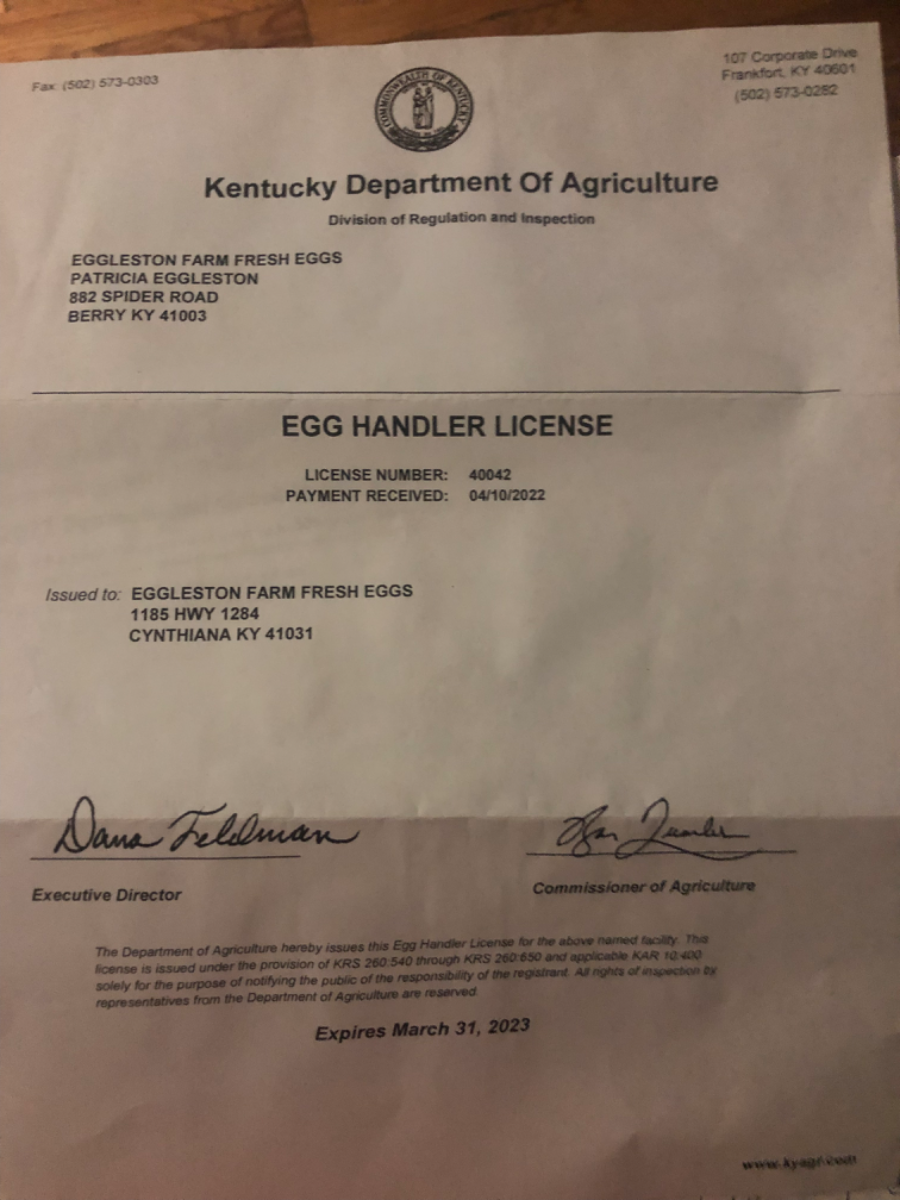 Fax: (502) 573-0303
107 Corporate Drive
Frankfort, KY 40601
(502) 573-0282
COMMONWEALTH OF KENTUCKY
Kentucky Department Of Agriculture
Division of Regulation and Inspection
EGGLESTON FARM FRESH EGGS
PATRICIA EGGLESTON
882 SPIDER ROAD
BERRY KY 41003
EGG HANDLER LICENSE
LICENSE NUMBER: 40042
PAYMENT RECEIVED: 04/10/2022
Issued to: EGGLESTON FARM FRESH EGGS
1185 HWY 1284
CYNTHIANA KY 41031
Dana Feldman
Executive Director
Commissioner of Agriculture
The Department of Agriculture hereby issues this Egg Handler License for the above named facility. This
license is issued under the provision of KRS 260:540 through KRS 260:650 and applicable KAR 10:400
solely for the purpose of notifying the public of the responsibility of the registrant. All rights of inspection by
representatives from the Department of Agriculture are reserved.
Expires March 31, 2023
www.kyagr.com